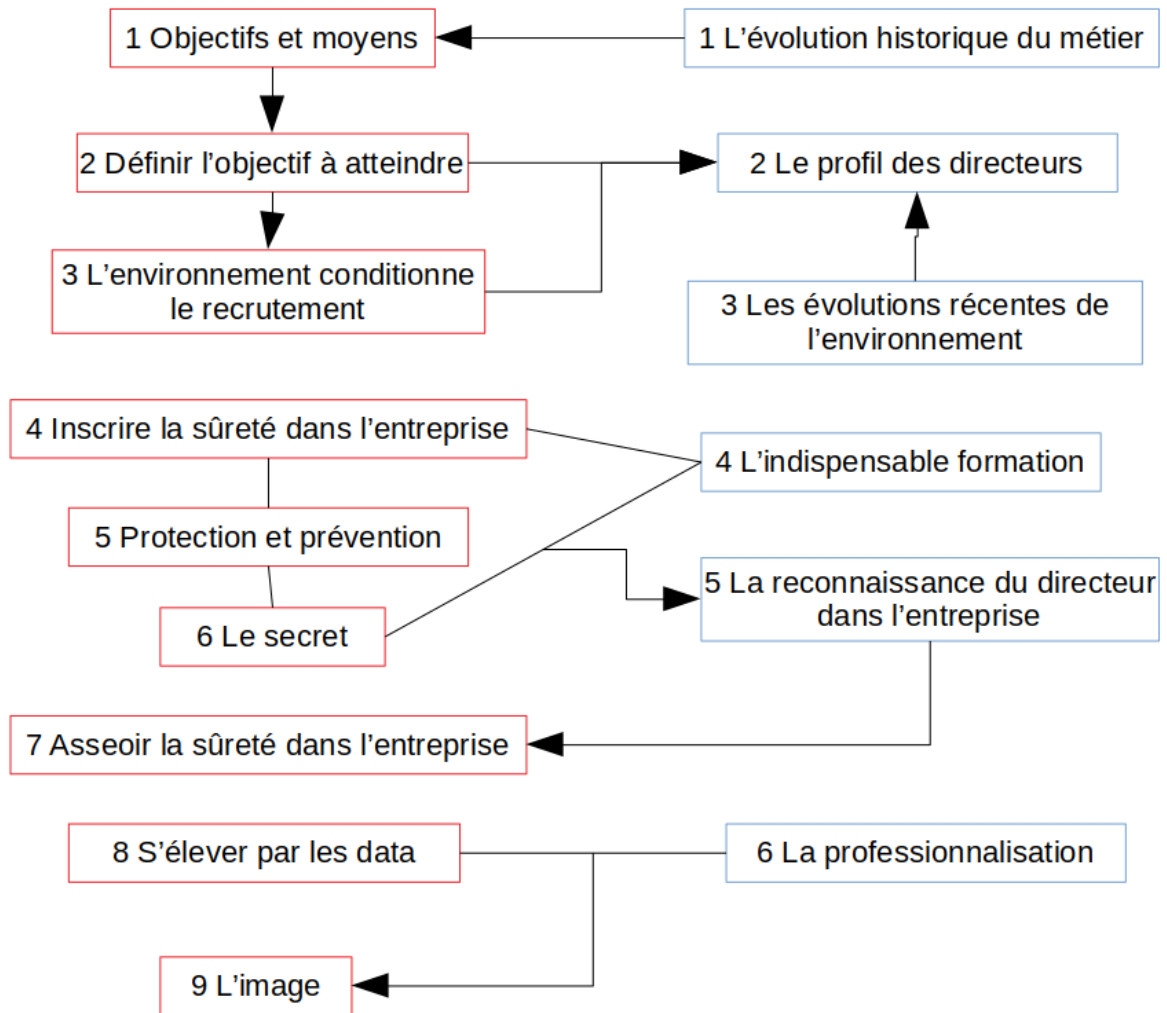 1 Objectifs et moyens
1 L’évolution historique du métier
2 Définir l’objectif à atteindre
2 Le profil des directeurs
3 L’environnement conditionne
le recrutement
3 Les évolutions récentes de
l’environnement
4 Inscrire la sûreté dans l’entreprise
4 L’indispensable formation
5 Protection et prévention
5 La reconnaissance du directeur
dans l’entreprise
6 Le secret
7 Asseoir la sûreté dans l’entreprise
8 S’élever par les data
6 La professionnalisation
9 L’image